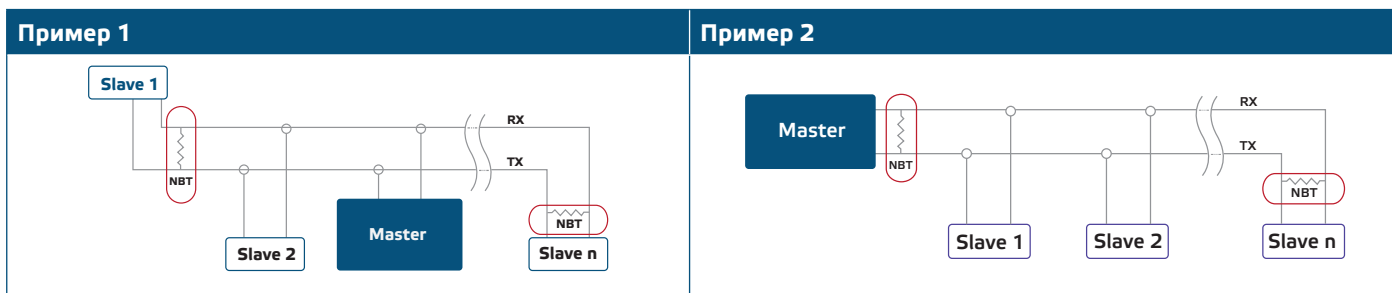 Пример 1
Slave 1
RX
TX
NBT
NBT
Slave 2
Master
Slave n
Пример 2
Master
RX
TX
NBT
NBT
Slave 1
Slave 2
Slave n